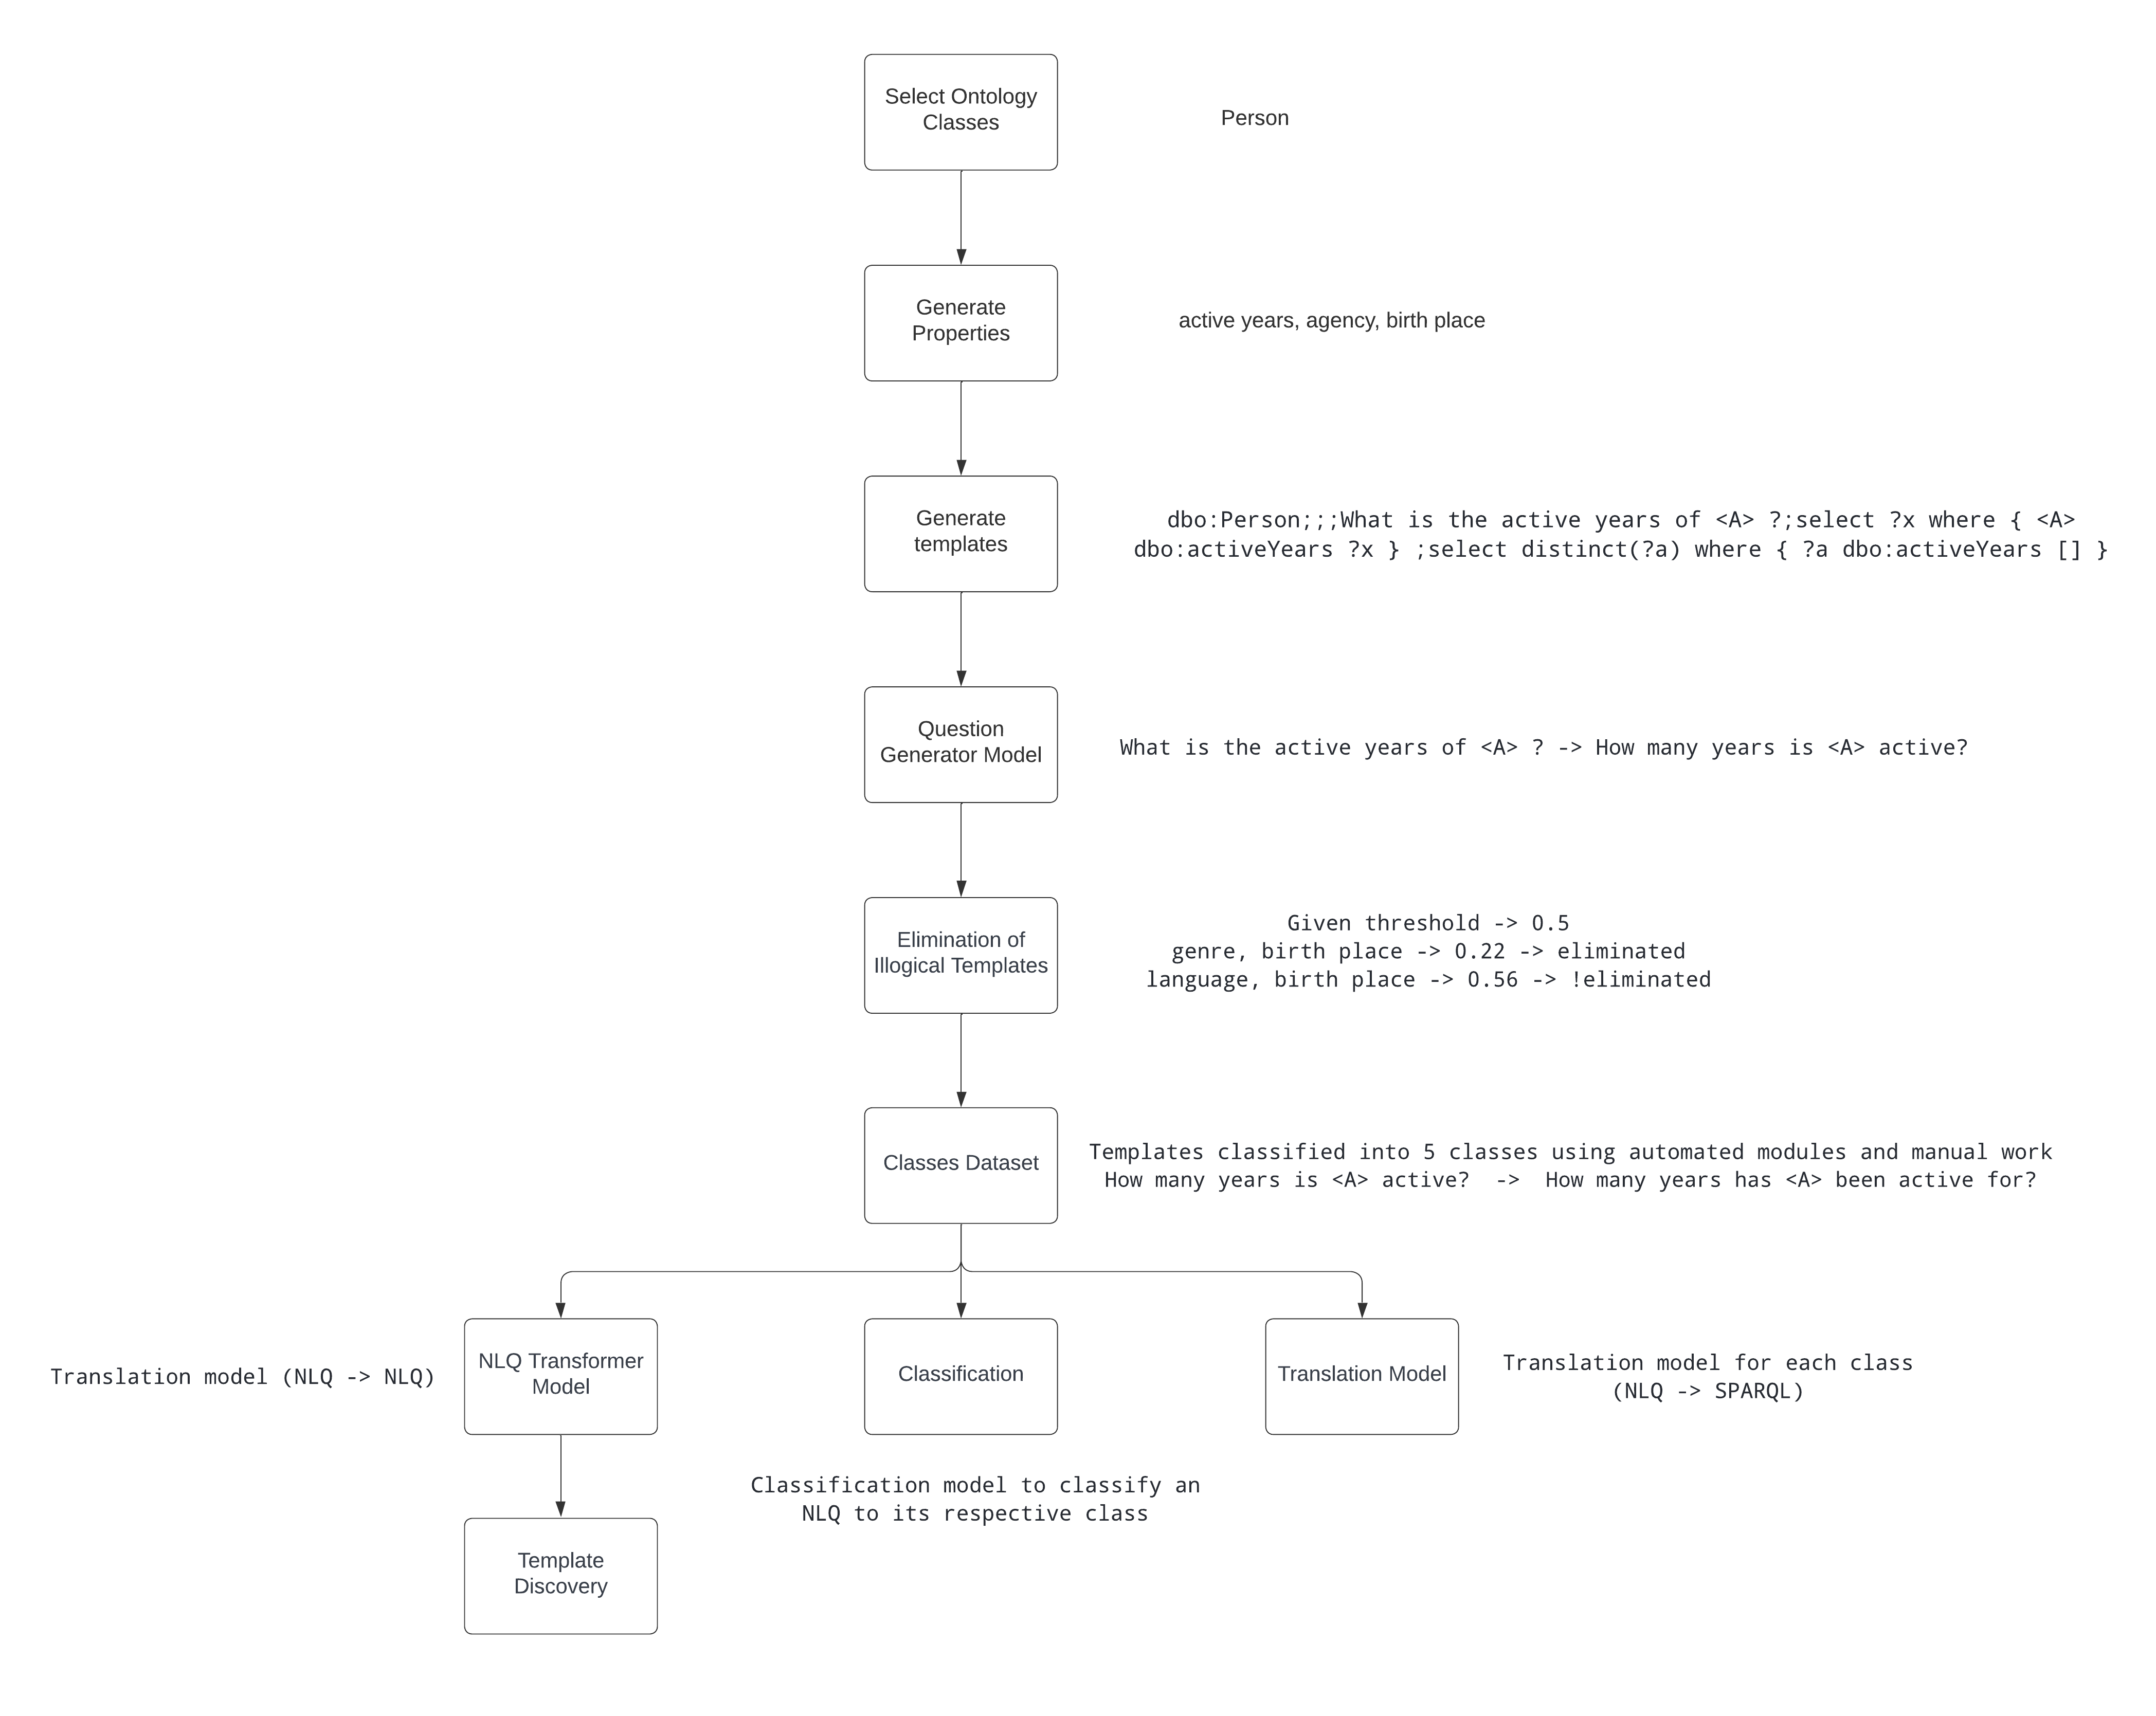 Select Ontology
Classes
Person
Generate
Properties
active years, agency, birth place
Generate
templates
dbo:Person;;;What is the active years of <A> ?;select ?x where { <A>
dbo:activeYears ?x } ;select distinct(?a) where { ?a dbo:activeYears [] }
Question
Generator Model
What is the active years of <A> ? -> How many years is <A> active?
Elimination of
Illogical Templates
Given threshold -> 0.5
genre, birth place -> 0.22 -> eliminated
language, birth place -> 0.56 -> !eliminated
Classes Dataset
Templates classified into 5 classes using automated modules and manual work
How many years is <A> active?  ->  How many years has <A> been active for?
Translation model (NLQ -> NLQ)
NLQ Transformer
Model
Classification
Translation Model
Translation model for each class
(NLQ -> SPARQL)
Classification model to classify an
NLQ to its respective class
Template
Discovery